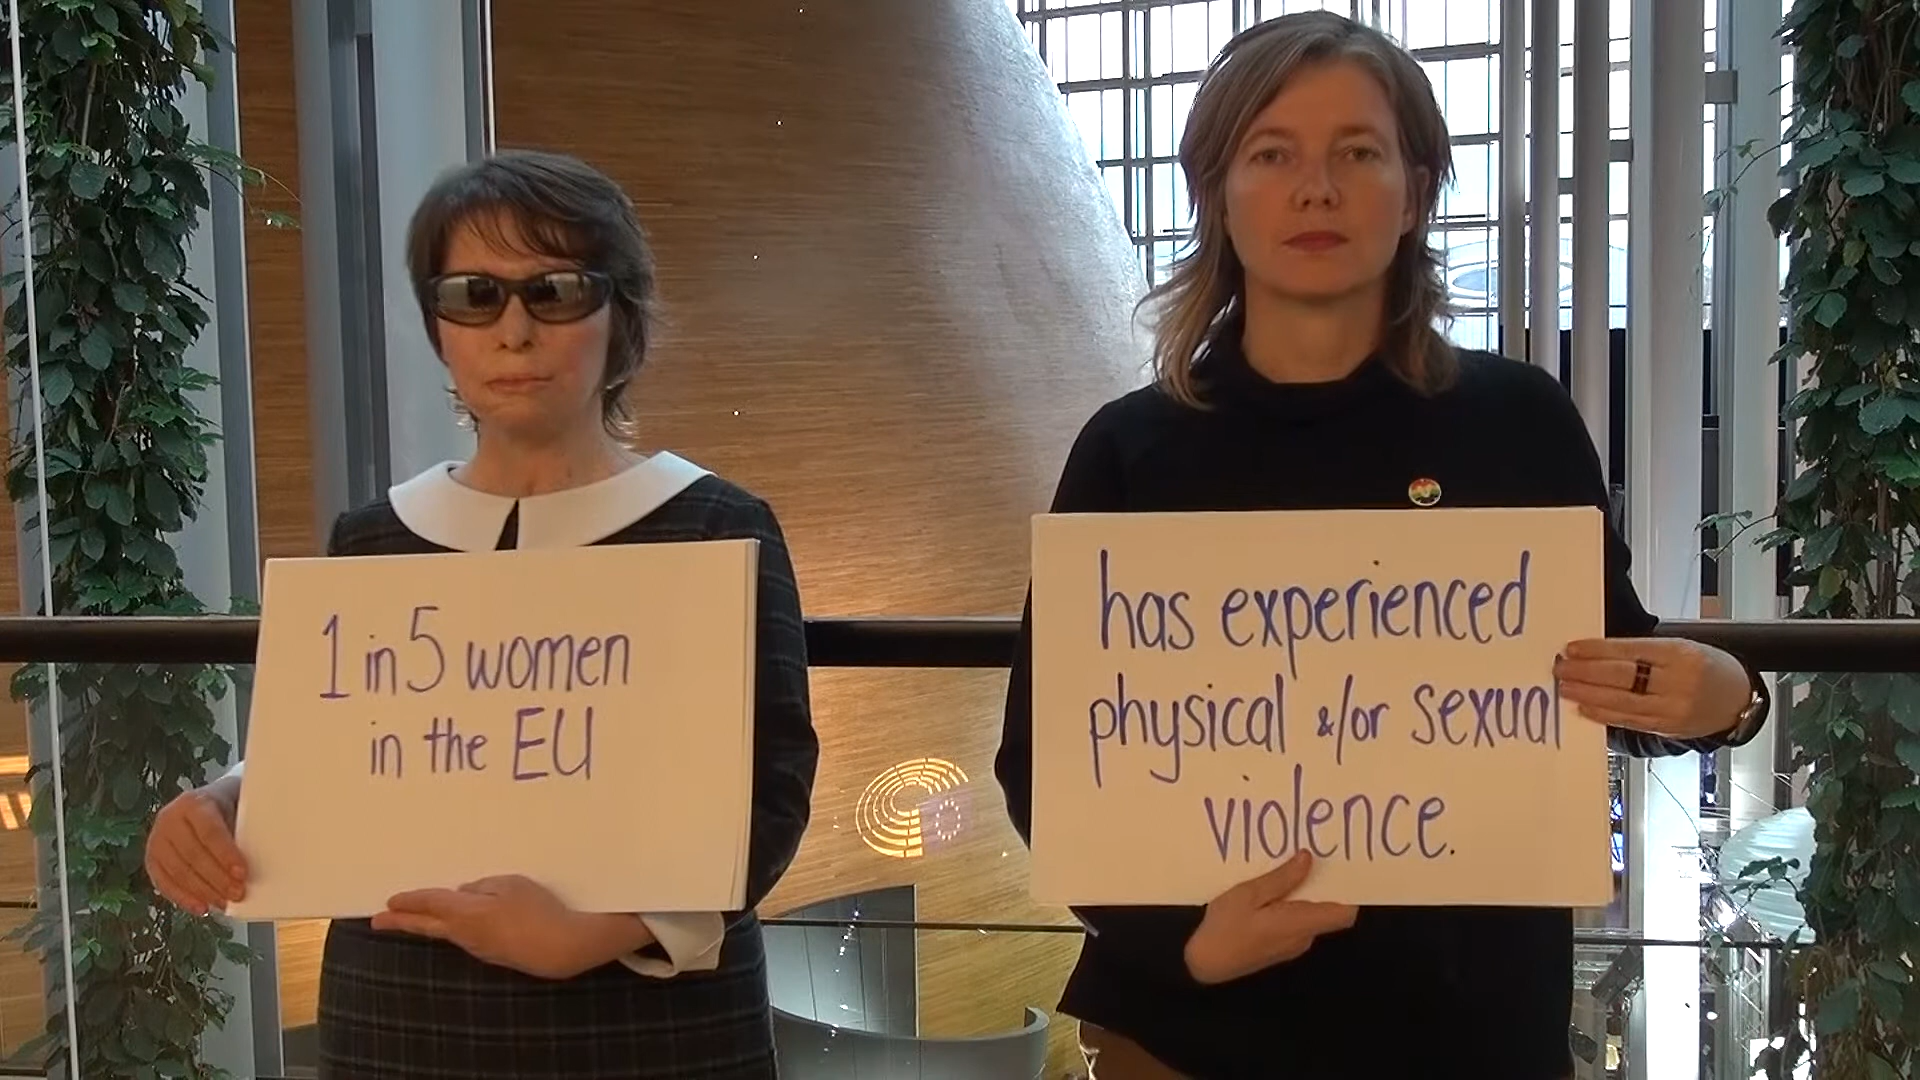 1 in 5 women
in the EU
has experienced
physical &/or sexual
violence.